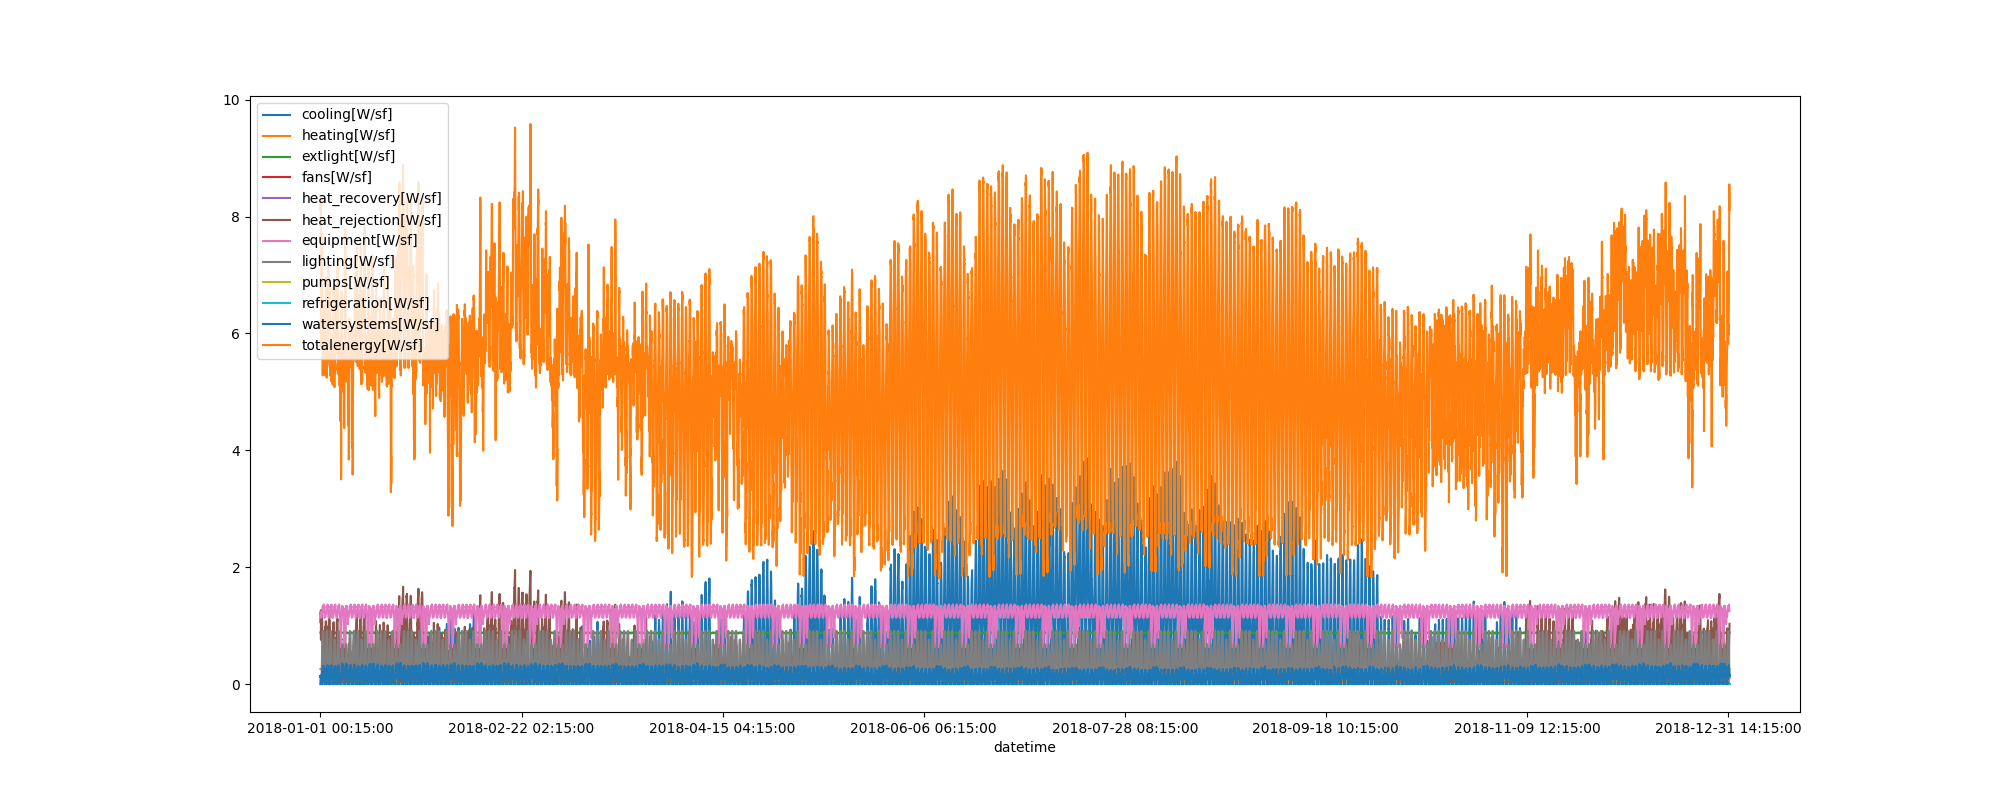 10
8
6
4
2
0
cooling[W/sf]
heating[W/sf]
extlight[W/sf]
fans[W/sf]
heat_recovery[W/sf]
heat_rejection[W/sf]
equipment[W/sf]
lighting[W/sf]
pumps[W/sf]
refrigeration[W/sf]
watersystems[W/sf]
totalenergy[W/sf]
2018-01-01 00:15:00 2018-02-22 02:15:00 2018-04-15 04:15:00 2018-06-06 06:15:00 2018-07-28 08:15:00 2018-09-18 10:15:00 2018-11-09 12:15:00 2018-12-31 14:15:00
datetime